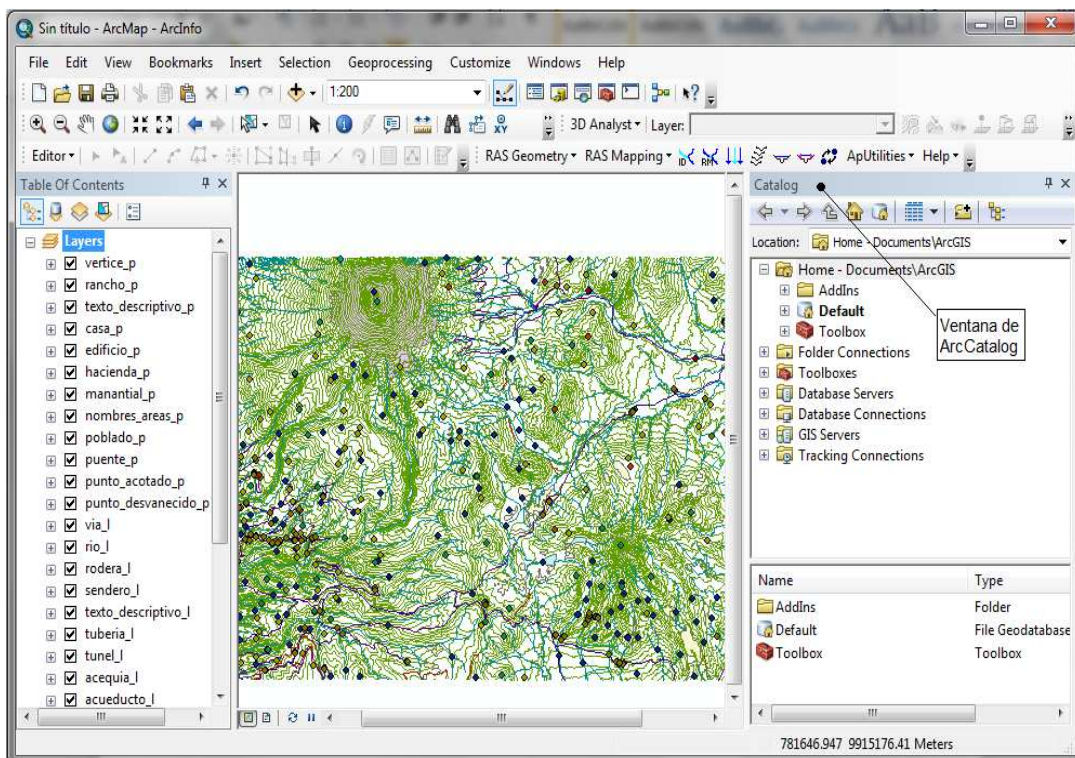 Sin título - ArcMap - ArcInfo
File Edit View Bookmarks Insert Selection Geoprocessing Customize Windows Help
1:200
3D Analyst Layer:
Editor RAS Geometry RAS Mapping ID RM ApUtilities Help
Table Of Contents
Layers
vertice_p
rancho_p
texto_descriptivo_p
casa_p
edificio_p
hacienda_p
manantial_p
nombres_areas_p
poblado_p
puente_p
punto_acotado_p
punto_desvanecido_p
via_l
rio_l
rodera_l
sendero_l
texto_descriptivo_l
tuberia_l
tunel_l
acequia_l
acueducto_l
Catalog
Location: Home - Documents\ArcGIS
Home - Documents\ArcGIS
AddIns
Default
Toolbox
Folder Connections
Toolboxes
Database Servers
Database Connections
GIS Servers
Tracking Connections
Ventana de
ArcCatalog
Name Type
AddIns Folder
Default File Geodatabase
Toolbox Toolbox
781646.947 9915176.41 Meters